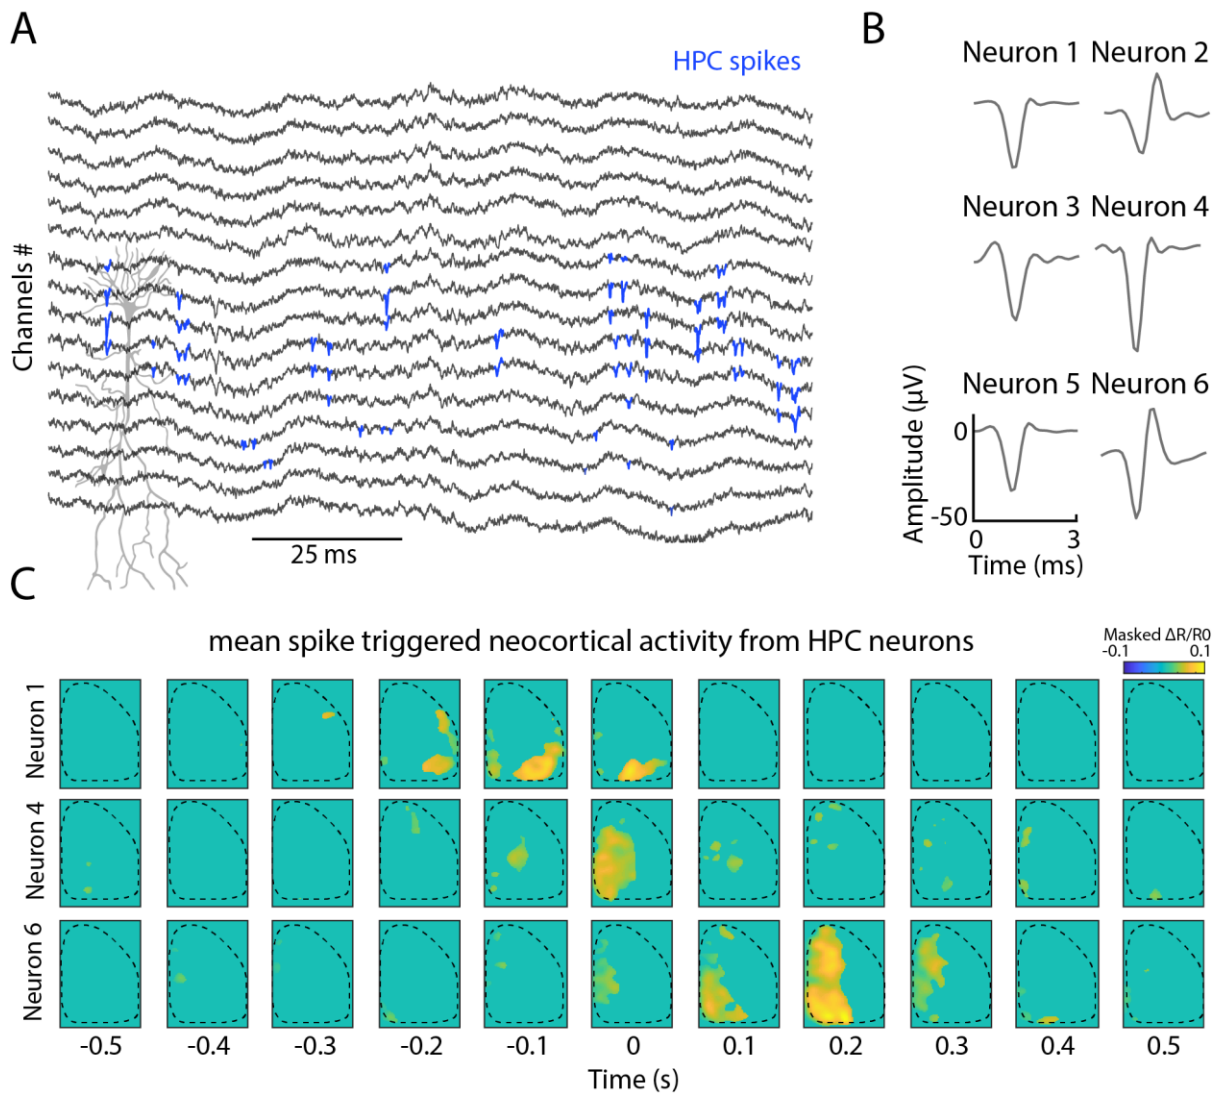 A
HPC spikes
Channels #
25 ms
B
Neuron 1 Neuron 2
Neuron 3 Neuron 4
Neuron 5 Neuron 6
Amplitude (μV)
0
-50
0 3
Time (ms)
C
mean spike triggered neocortical activity from HPC neurons
Masked ΔR/R0
-0.1 0.1
Neuron 1
Neuron 4
Neuron 6
-0.5 -0.4 -0.3 -0.2 -0.1 0 0.1 0.2 0.3 0.4 0.5
Time (s)